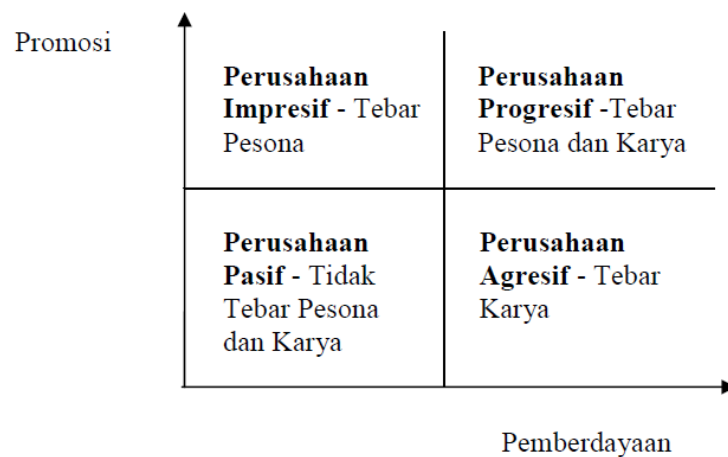 Promosi
Perusahaan
Impresif - Tebar
Pesona
Perusahaan
Progresif -Tebar
Pesona dan Karya
Perusahaan
Pasif - Tidak
Tebar Pesona
dan Karya
Perusahaan
Agresif - Tebar
Karya
Pemberdayaan